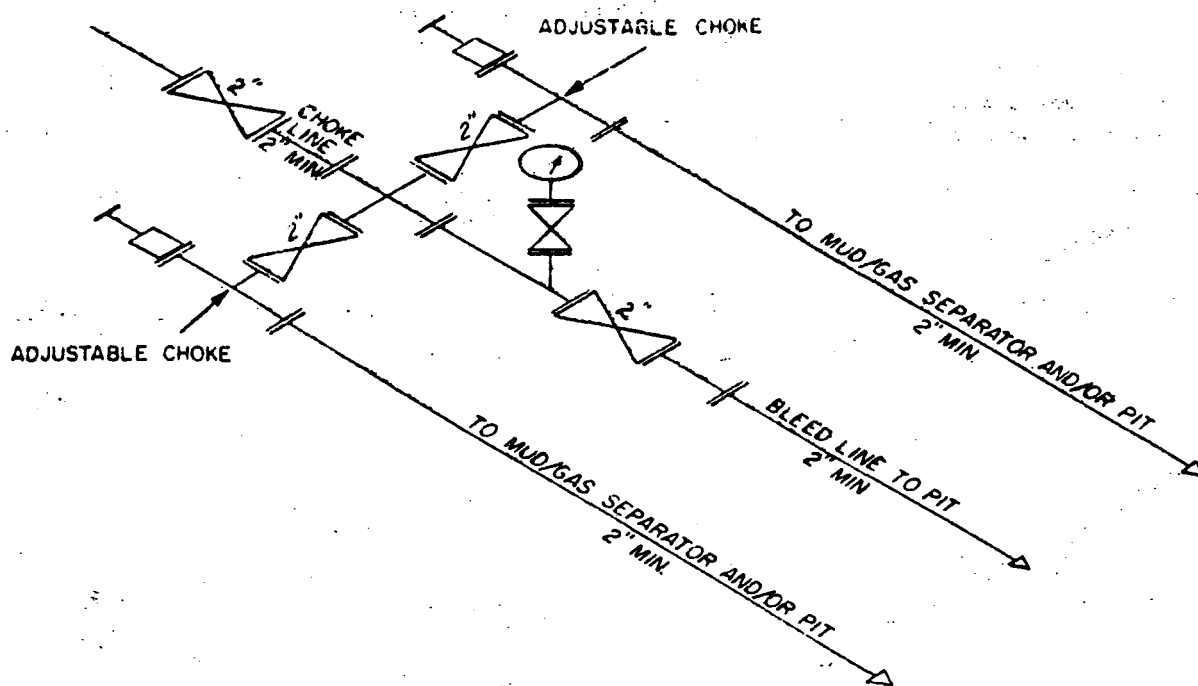 ADJUSTABLE CHOKE
2"
CHOKE
LINE
2" MIN.
2"
2"
ADJUSTABLE CHOKE
2"
TO MUD/GAS SEPARATOR AND/OR PIT
2" MIN.
BLEED LINE TO PIT
2" MIN
TO MUD/GAS SEPARATOR AND/OR PIT
2" MIN.